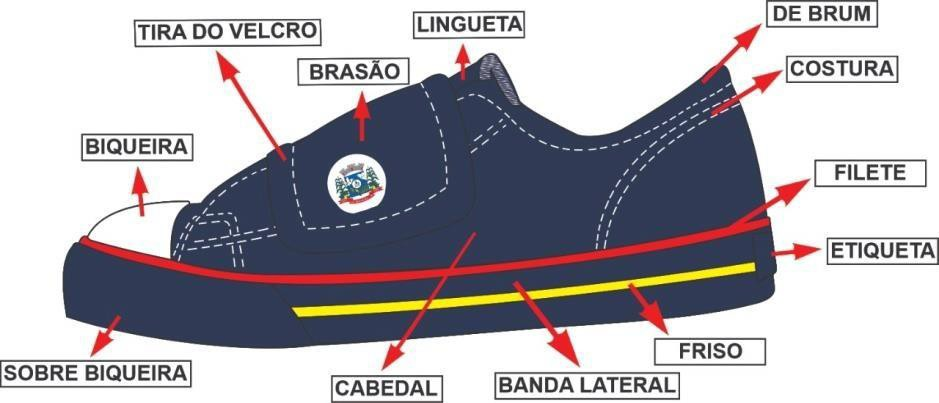 DE BRUM
LINGUETA
TIRA DO VELCRO
BRASÃO
COSTURA
BIQUEIRA
FILETE
ETIQUETA
FRISO
SOBRE BIQUEIRA
CABEDAL
BANDA LATERAL